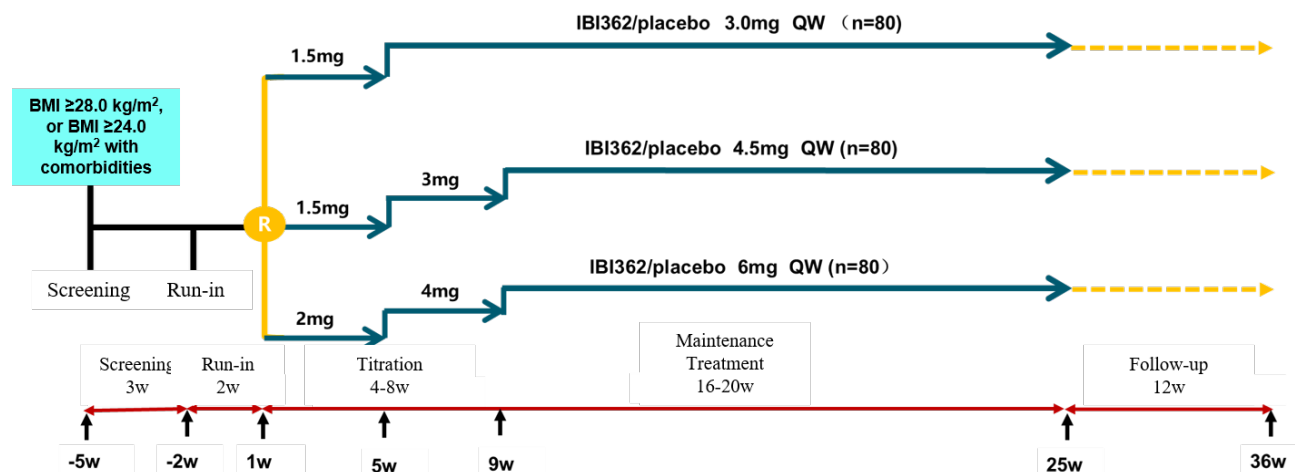 IBI362/placebo 3.0mg QW （n=80）
1.5mg
BMI ≥28.0 kg/m²,
or BMI ≥24.0
kg/m² with
comorbidities
IBI362/placebo 4.5mg QW (n=80)
3mg
1.5mg
R
IBI362/placebo 6mg QW (n=80）
4mg
2mg
Screening
Run-in
Screening
3w
Run-in
2w
Titration
4-8w
Maintenance
Treatment
16-20w
Follow-up
12w
-5w
-2w
1w
5w
9w
25w
36w